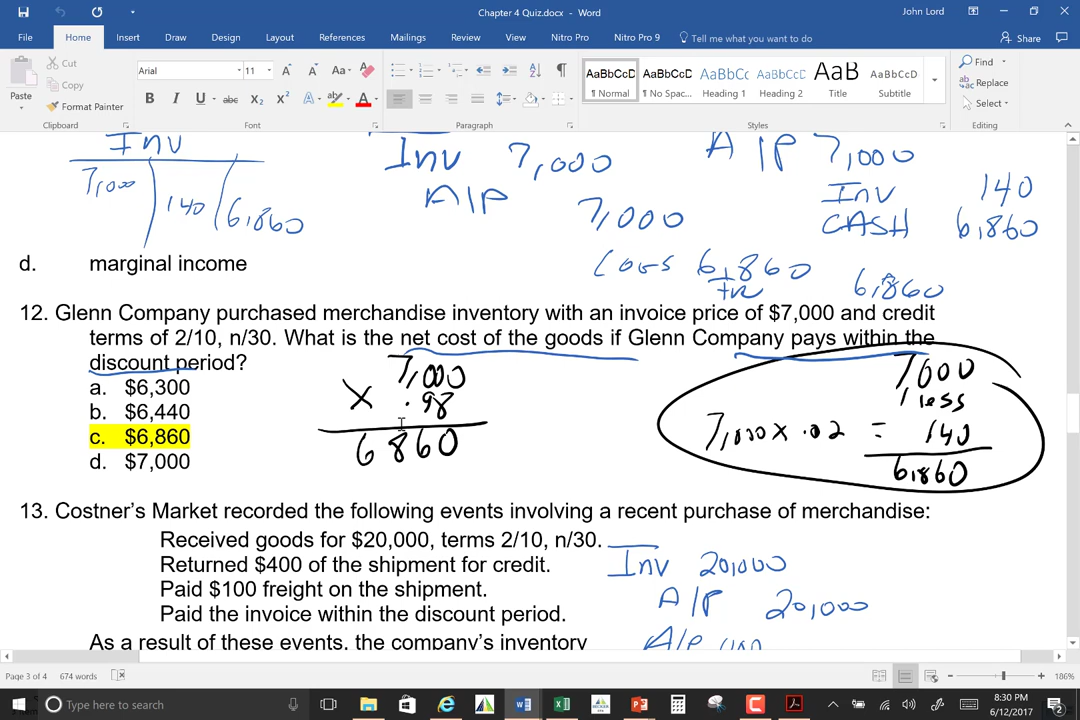 Chapter 4 Quiz.docx - Word
John Lord
File Home Insert Draw Design Layout References Mailings Review View Nitro Pro Nitro Pro 9 Tell me what you want to do Share
Cut
Copy
Format Painter
Paste
Clipboard
Arial 11
Font
Paragraph
AaBbCcD AaBbCcD AaBbCc AaBbCcD AaB AaBbCcD
¶ Normal ¶ No Spac... Heading 1 Heading 2 Title Subtitle
Styles
Find
Replace
Select
Editing
Inv
7,000
140
6,860
Inv 7,000
A/P 7,000
A/P 7,000
Inv 140
CASH 6,860
6,860
6,860
d. marginal income
12. Glenn Company purchased merchandise inventory with an invoice price of $7,000 and credit
terms of 2/10, n/30. What is the net cost of the goods if Glenn Company pays within the
discount period?
a. $6,300
b. $6,440
c. $6,860
d. $7,000
7,000
X .98
6860
7000
less
7,000 X .02 = 140
6,860
13. Costner’s Market recorded the following events involving a recent purchase of merchandise:
Received goods for $20,000, terms 2/10, n/30.
Returned $400 of the shipment for credit.
Paid $100 freight on the shipment.
Paid the invoice within the discount period.
As a result of these events, the company’s inventory
Inv 20,000
A/P 20,000
A/P
Page 3 of 4 674 words
186%
Type here to search
8:30 PM
6/12/2017